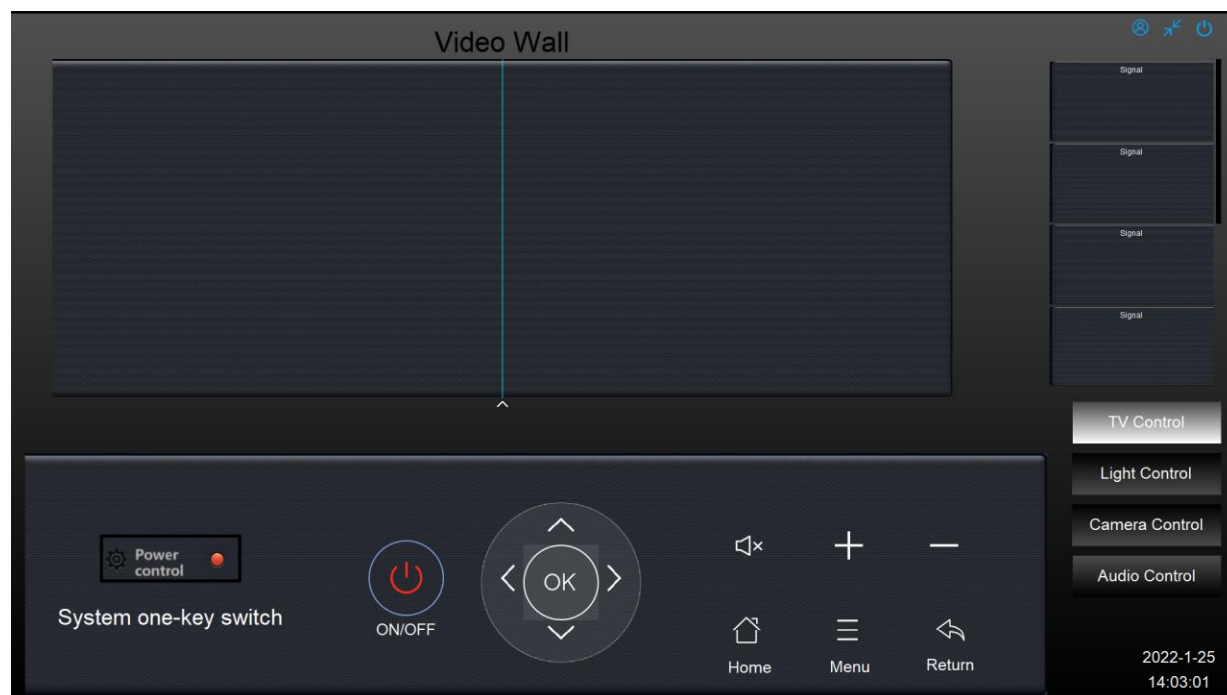 Video Wall
Signal
Signal
Signal
Signal
TV Control
Light Control
Camera Control
Audio Control
Power
control
System one-key switch
ON/OFF
OK
Home
Menu
Return
2022-1-25
14:03:01